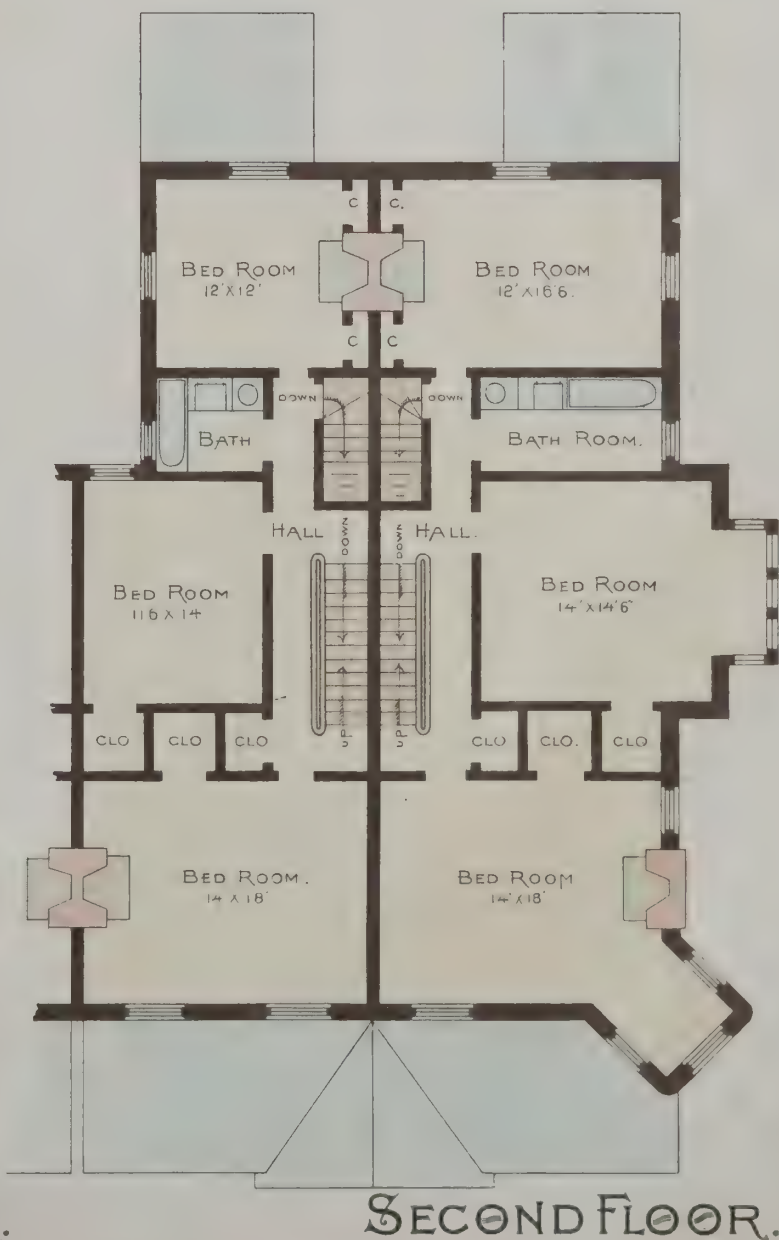 C
C.
BED ROOM
12'X12'
BED ROOM
12'X16'6.
C
C
DOWN
DOWN
BATH
BATH ROOM.
HALL
DOWN
DOWN
HALL.
BED ROOM
11 6 X 14
BED ROOM
14'X14'6"
UP
UP
CLO
CLO
CLO
CLO
CLO.
CLO
BED ROOM.
14 X 18'
BED ROOM
14'X18'
SECOND FLOOR.
.